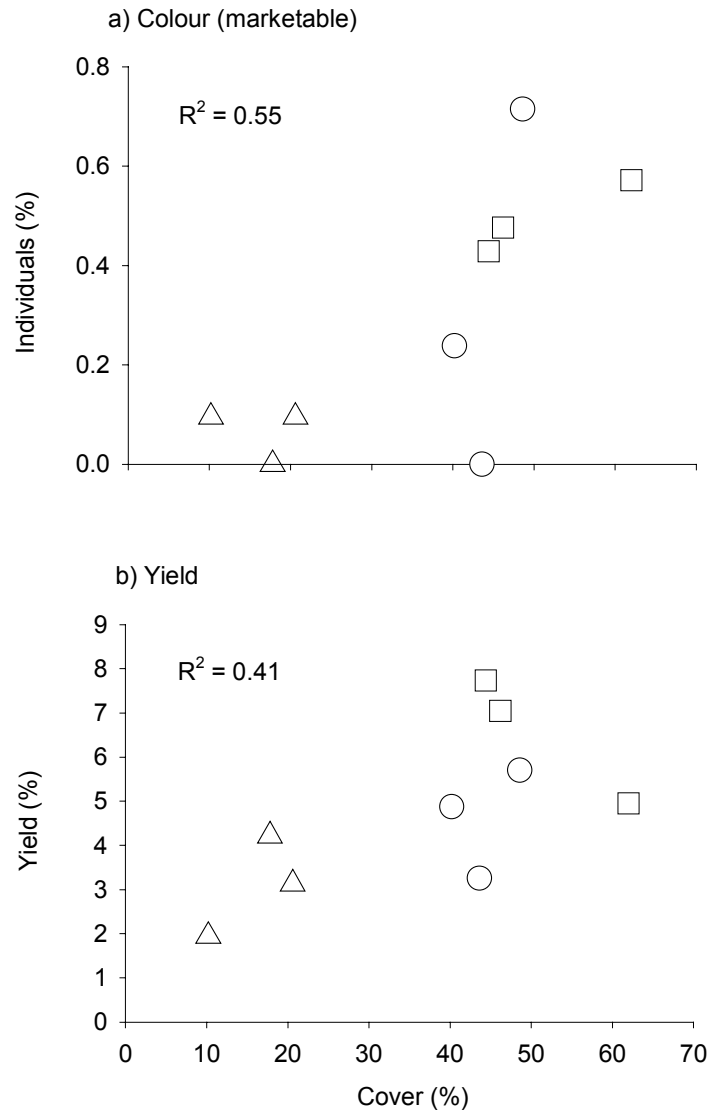 a) Colour (marketable)
0.8
R² = 0.55
0.6
0.4
0.2
0.0
Individuals (%)
b) Yield
9
8
R² = 0.41
7
6
5
4
3
2
1
0
Yield (%)
0 10 20 30 40 50 60 70
Cover (%)